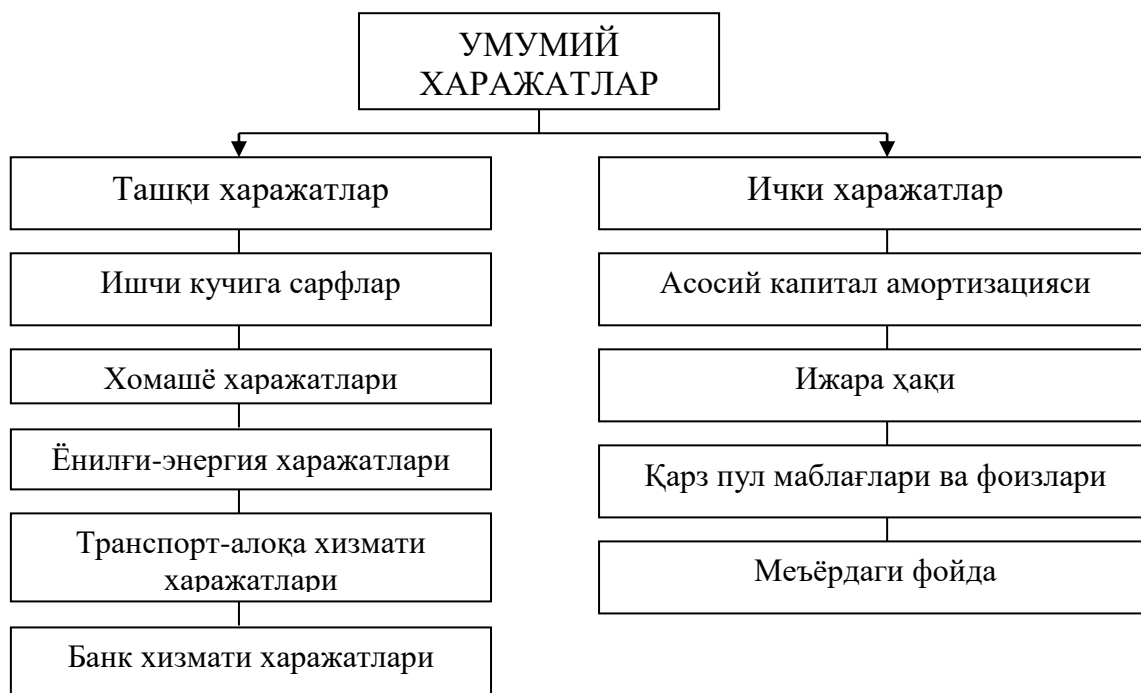 УМУМИЙ
ХАРАЖАТЛАР
Ташқи харажатлар
Ишчи кучига сарфлар
Хомашё харажатлари
Ёнилғи-энергия харажатлари
Транспорт-алоқа хизмати
харажатлари
Банк хизмати харажатлари
Ички харажатлар
Асосий капитал амортизацияси
Ижара ҳақи
Қарз пул маблағлари ва фоизлари
Меъёрдаги фойда